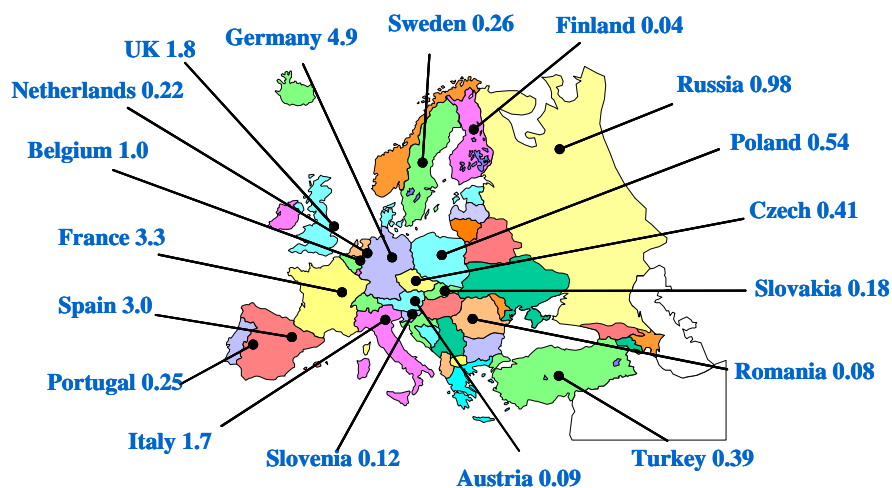 Sweden 0.26
Finland 0.04
Germany 4.9
UK 1.8
Netherlands 0.22
Russia 0.98
Belgium 1.0
Poland 0.54
Czech 0.41
France 3.3
Slovakia 0.18
Spain 3.0
Romania 0.08
Portugal 0.25
Italy 1.7
Slovenia 0.12
Turkey 0.39
Austria 0.09